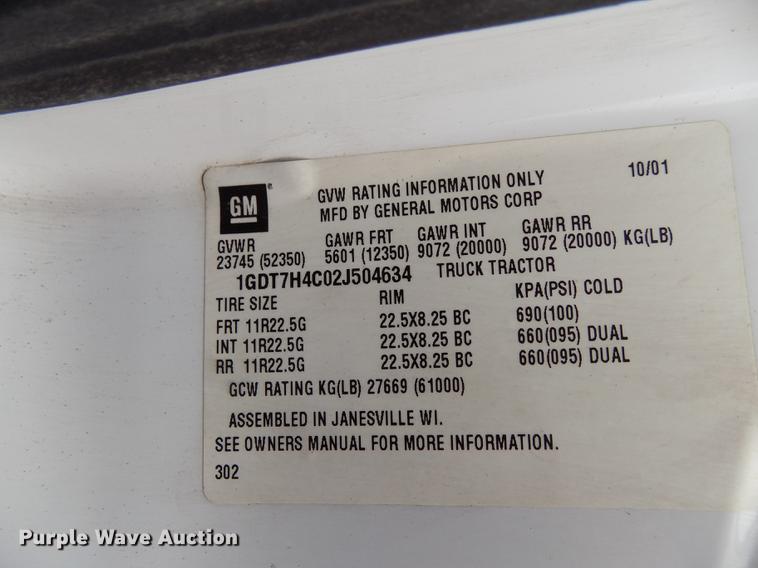 GM
GVW RATING INFORMATION ONLY 10/01
MFD BY GENERAL MOTORS CORP
GVWR GAWR FRT GAWR INT GAWR RR
23745 (52350) 5601 (12350) 9072 (20000) 9072 (20000) KG(LB)
1GDT7H4C02J504634 TRUCK TRACTOR
TIRE SIZE RIM KPA(PSI) COLD
FRT 11R22.5G 22.5X8.25 BC 690(100)
INT 11R22.5G 22.5X8.25 BC 660(095) DUAL
RR 11R22.5G 22.5X8.25 BC 660(095) DUAL
GCW RATING KG(LB) 27669 (61000)
ASSEMBLED IN JANESVILLE WI.
SEE OWNERS MANUAL FOR MORE INFORMATION.
302
Purple Wave Auction